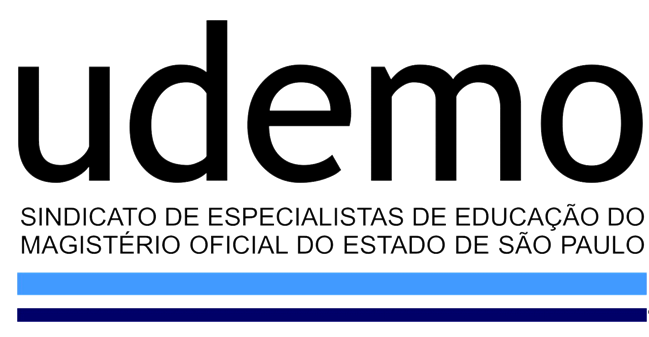 udemo
SINDICATO DE ESPECIALISTAS DE EDUCAÇÃO DO
MAGISTÉRIO OFICIAL DO ESTADO DE SÃO PAULO